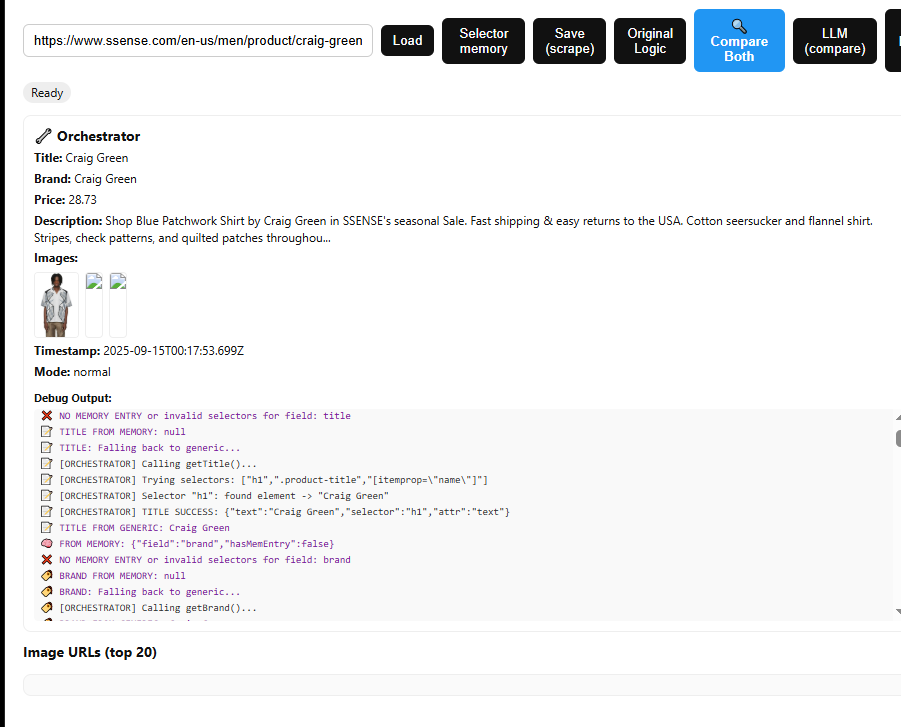 https://www.ssense.com/en-us/men/product/craig-green
Load
Selector
memory
Save
(scrape)
Original
Logic
Compare
Both
LLM
(compare)
Ready
Orchestrator
Title: Craig Green
Brand: Craig Green
Price: 28.73
Description: Shop Blue Patchwork Shirt by Craig Green in SSENSE's seasonal Sale. Fast shipping & easy returns to the USA. Cotton seersucker and flannel shirt.
Stripes, check patterns, and quilted patches throughou...
Images:
Timestamp: 2025-09-15T00:17:53.699Z
Mode: normal
Debug Output:
NO MEMORY ENTRY or invalid selectors for field: title
TITLE FROM MEMORY: null
TITLE: Falling back to generic...
[ORCHESTRATOR] Calling getTitle()...
[ORCHESTRATOR] Trying selectors: ["h1",".product-title","[itemprop=\"name\"]"]
[ORCHESTRATOR] Selector "h1": found element -> "Craig Green"
[ORCHESTRATOR] TITLE SUCCESS: {"text":"Craig Green","selector":"h1","attr":"text"}
TITLE FROM GENERIC: Craig Green
FROM MEMORY: {"field":"brand","hasMemEntry":false}
NO MEMORY ENTRY or invalid selectors for field: brand
BRAND FROM MEMORY: null
BRAND: Falling back to generic...
[ORCHESTRATOR] Calling getBrand()...
Image URLs (top 20)